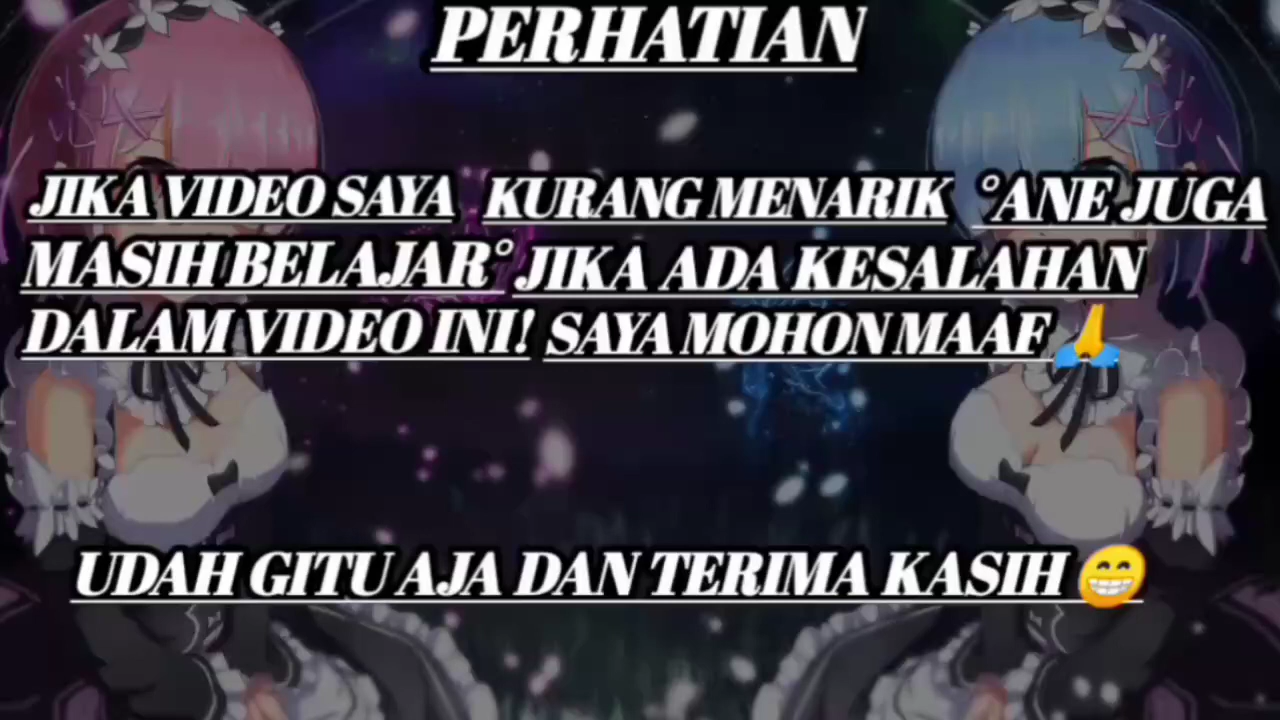 PERHATIAN
JIKA VIDEO SAYA KURANG MENARIK °ANE JUGA
MASIH BELAJAR° JIKA ADA KESALAHAN
DALAM VIDEO INI! SAYA MOHON MAAF 🙏
UDAH GITU AJA DAN TERIMA KASIH 😁